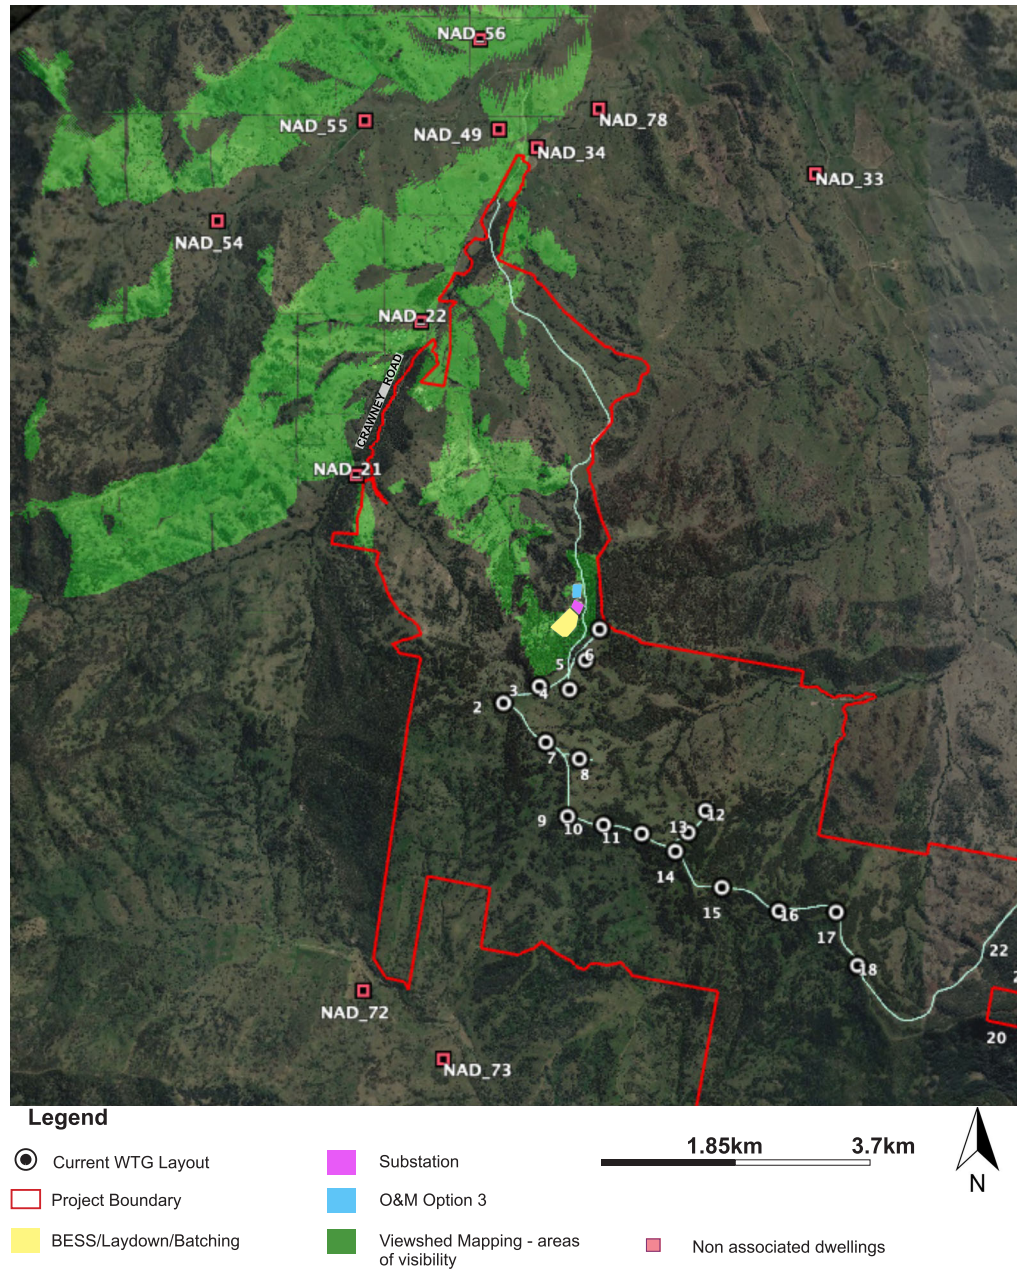 NAD_56
NAD_55
NAD_49
NAD_78
NAD_34
NAD_33
NAD_54
NAD_22
CRAWNEY ROAD
NAD_21
6
5
4
3
2
7
8
12
9
10
11
13
14
15
16
17
18
22
2
20
NAD_72
NAD_73
Legend
Current WTG Layout
Project Boundary
BESS/Laydown/Batching
Substation
O&M Option 3
Viewshed Mapping - areas
of visibility
1.85km
3.7km
N
Non associated dwellings